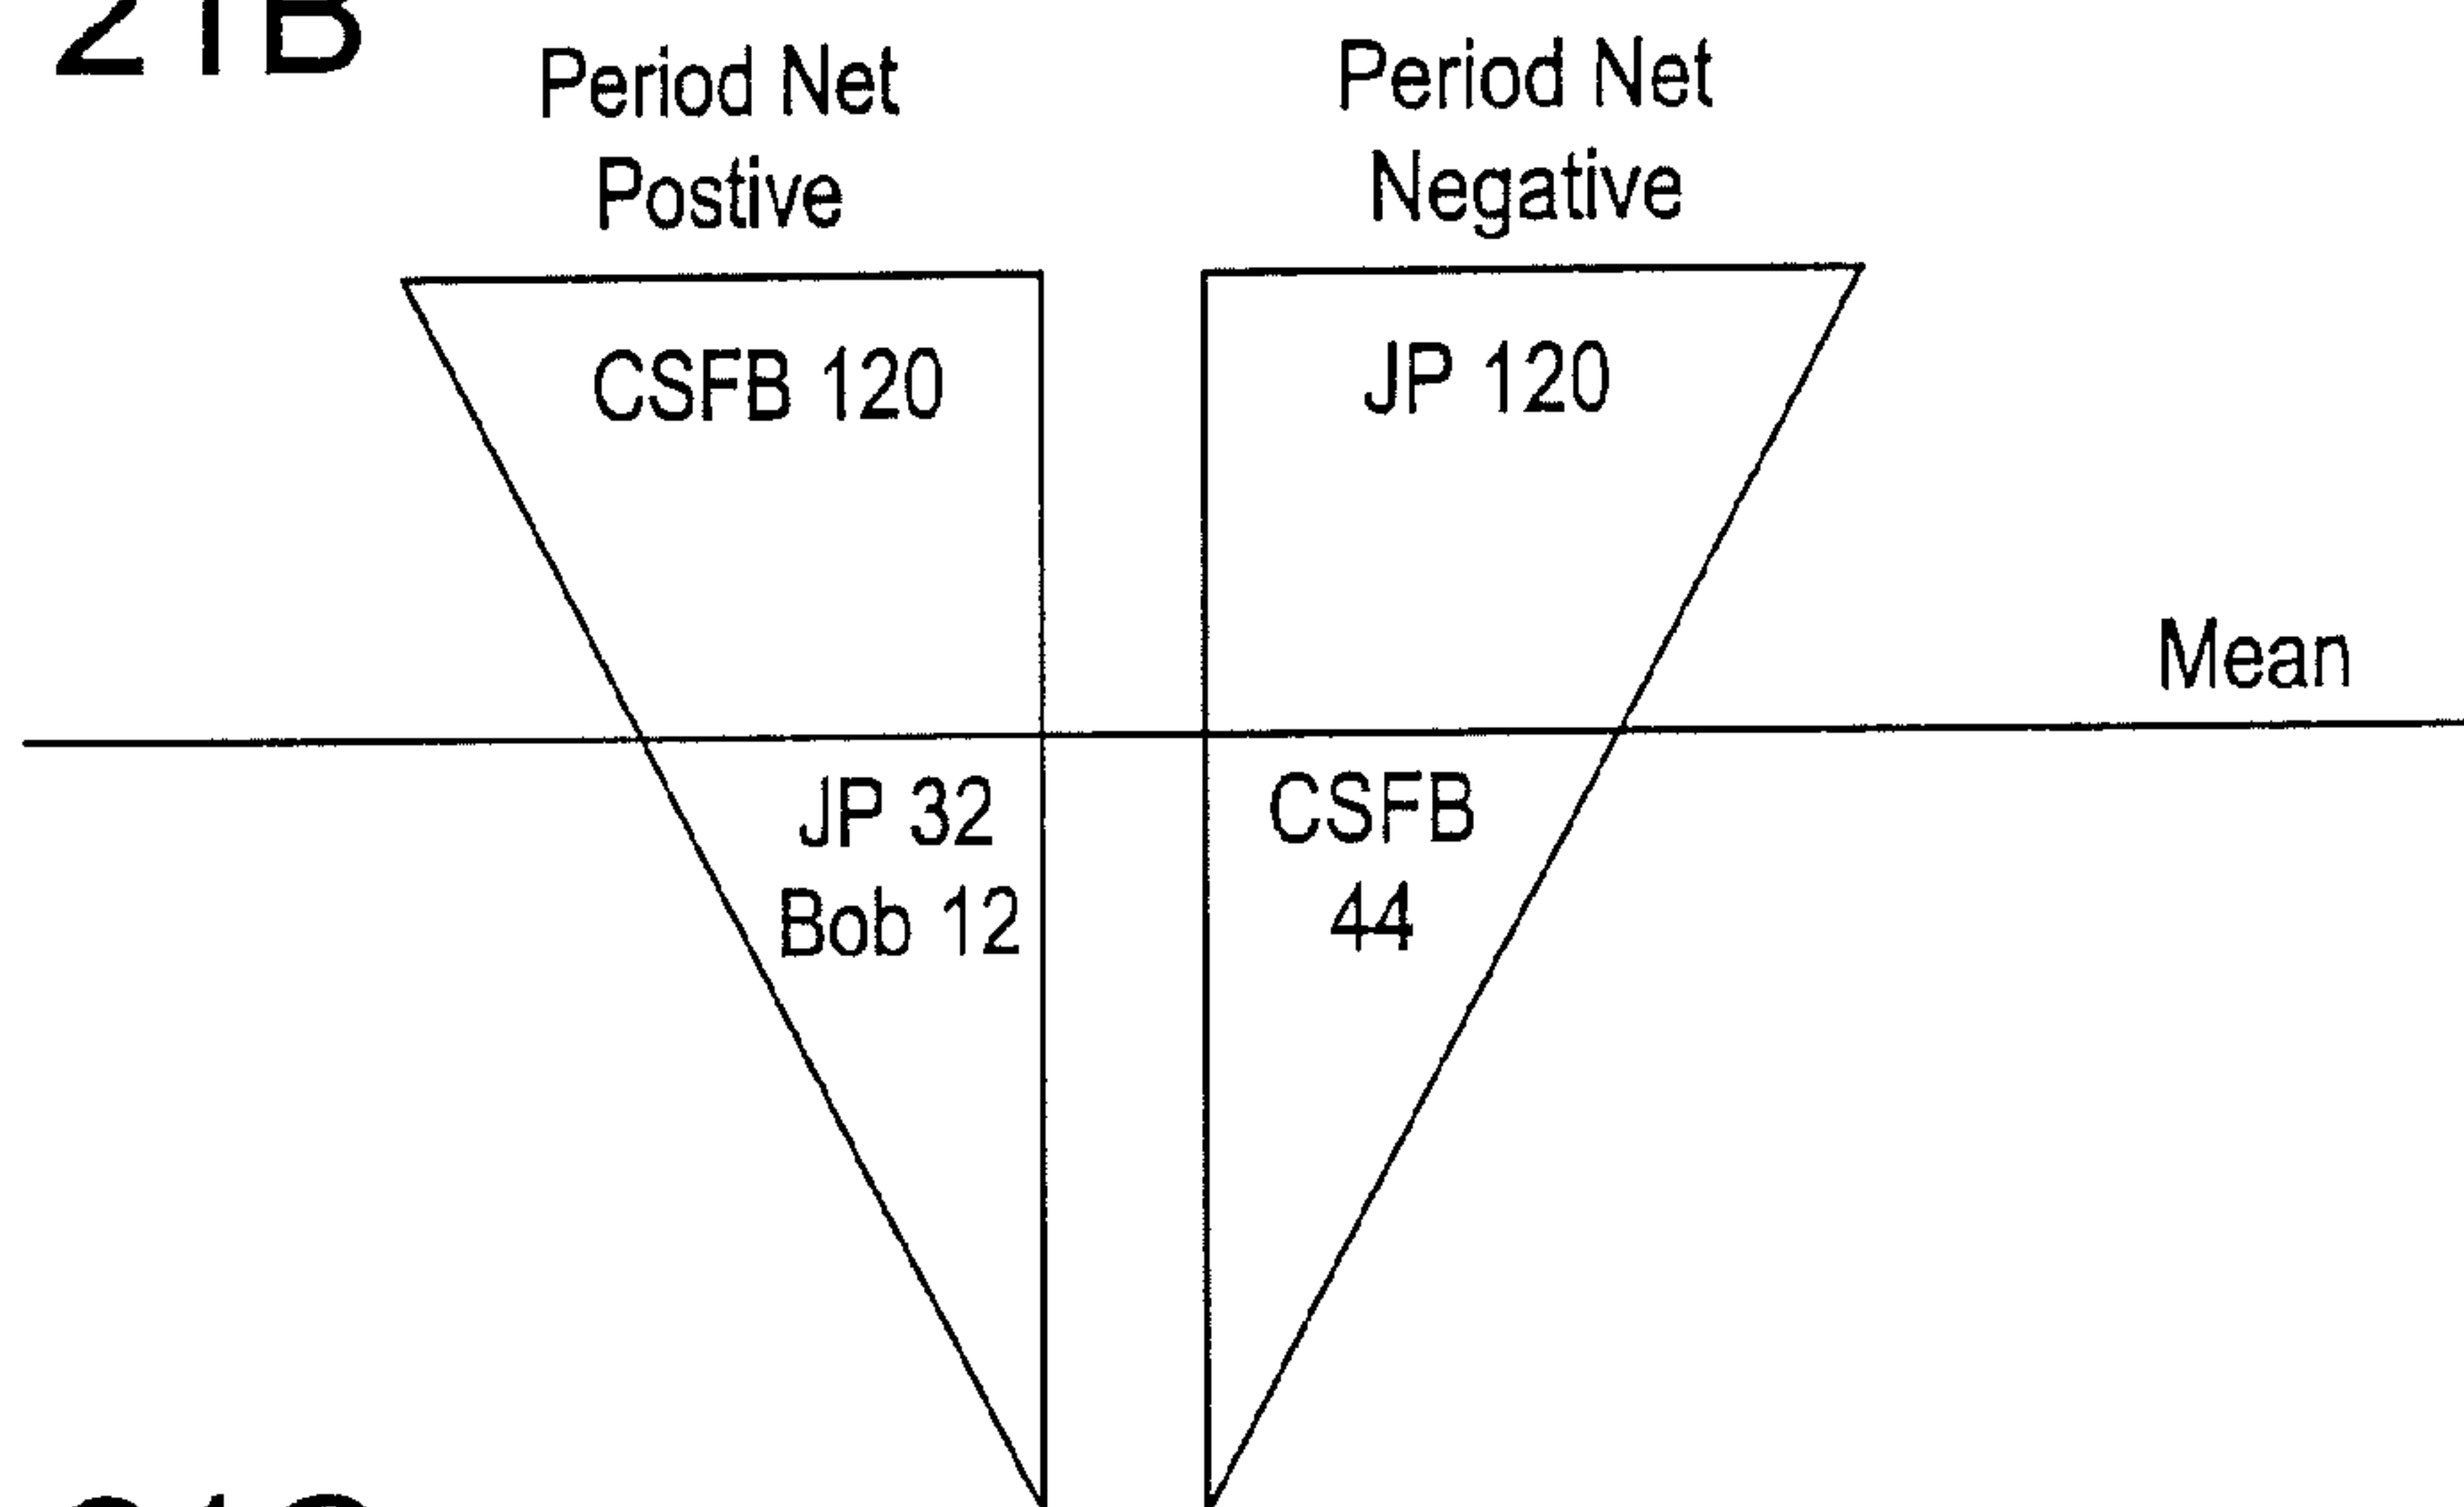 21B
Period Net
Postive
Period Net
Negative
CSFB 120
JP 120
Mean
JP 32
Bob 12
CSFB
44